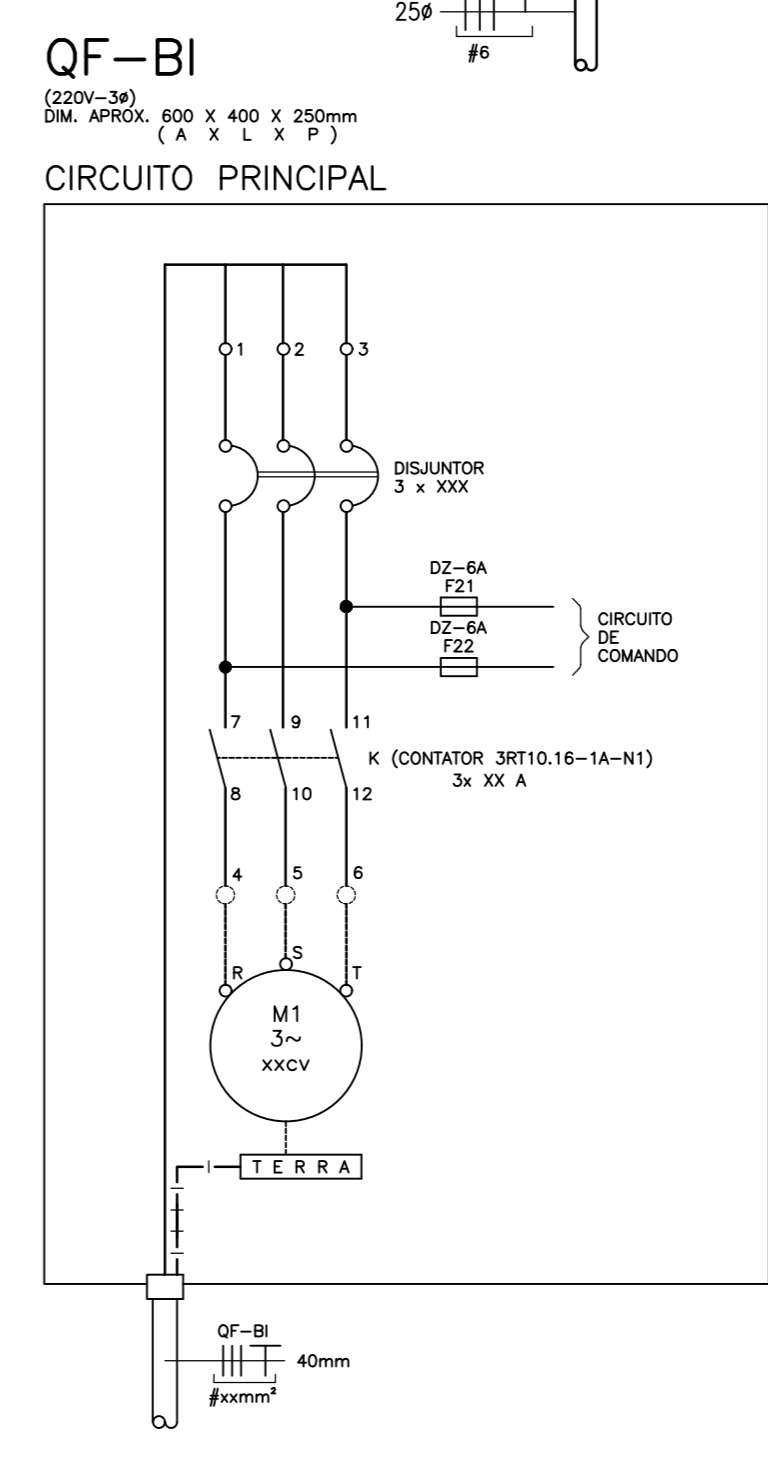 25ø
#6
QF-BI
(220V-3ø)
DIM. APROX. 600 X 400 X 250mm
( A X L X P )
CIRCUITO PRINCIPAL
1 2 3
DISJUNTOR
3 x XXX
DZ-6A
F21
DZ-6A
F22
CIRCUITO
DE
COMANDO
7 9 11
K (CONTATOR 3RT10.16-1A-N1)
3x XX A
8 10 12
4 5 6
S
R T
M1
3~
xxcv
TERRA
QF-BI
40mm
#xxmm²